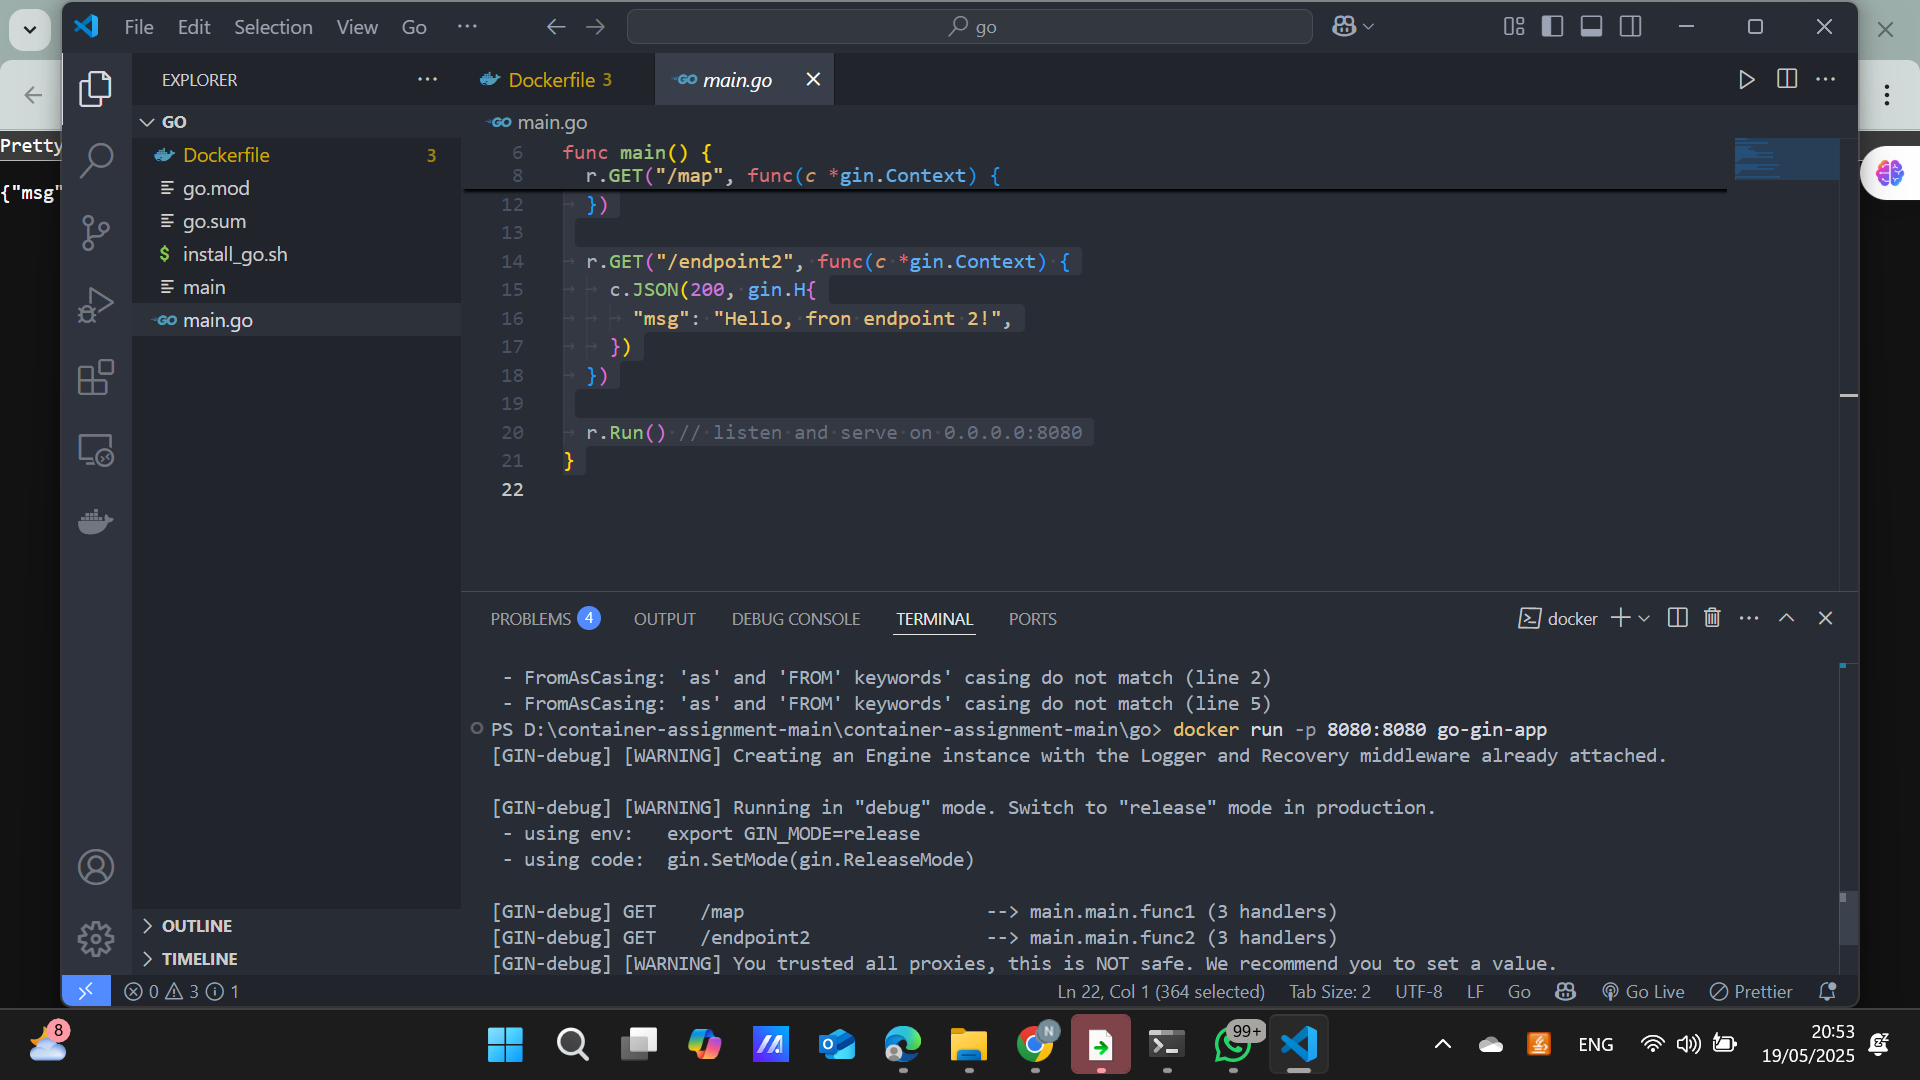 File Edit Selection View Go ··· go
EXPLORER ···
Dockerfile 3
GO main.go
GO
GO main.go
Pretty
{"msg"
Dockerfile 3
go.mod
go.sum
$ install_go.sh
main
GO main.go
OUTLINE
TIMELINE
6 func main() {
8 r.GET("/map", func(c *gin.Context) {
12 })
13
14 r.GET("/endpoint2", func(c *gin.Context) {
15 c.JSON(200, gin.H{
16 "msg": "Hello, fron endpoint 2!",
17 })
18 })
19
20 r.Run() // listen and serve on 0.0.0.0:8080
21 }
22
PROBLEMS 4 OUTPUT DEBUG CONSOLE TERMINAL PORTS docker
- FromAsCasing: 'as' and 'FROM' keywords' casing do not match (line 2)
- FromAsCasing: 'as' and 'FROM' keywords' casing do not match (line 5)
PS D:\container-assignment-main\container-assignment-main\go> docker run -p 8080:8080 go-gin-app
[GIN-debug] [WARNING] Creating an Engine instance with the Logger and Recovery middleware already attached.
[GIN-debug] [WARNING] Running in "debug" mode. Switch to "release" mode in production.
- using env: export GIN_MODE=release
- using code: gin.SetMode(gin.ReleaseMode)
[GIN-debug] GET /map --> main.main.func1 (3 handlers)
[GIN-debug] GET /endpoint2 --> main.main.func2 (3 handlers)
[GIN-debug] [WARNING] You trusted all proxies, this is NOT safe. We recommend you to set a value.
0 3 1 Ln 22, Col 1 (364 selected) Tab Size: 2 UTF-8 LF Go Go Live Prettier
8
N
99+
ENG
20:53
19/05/2025